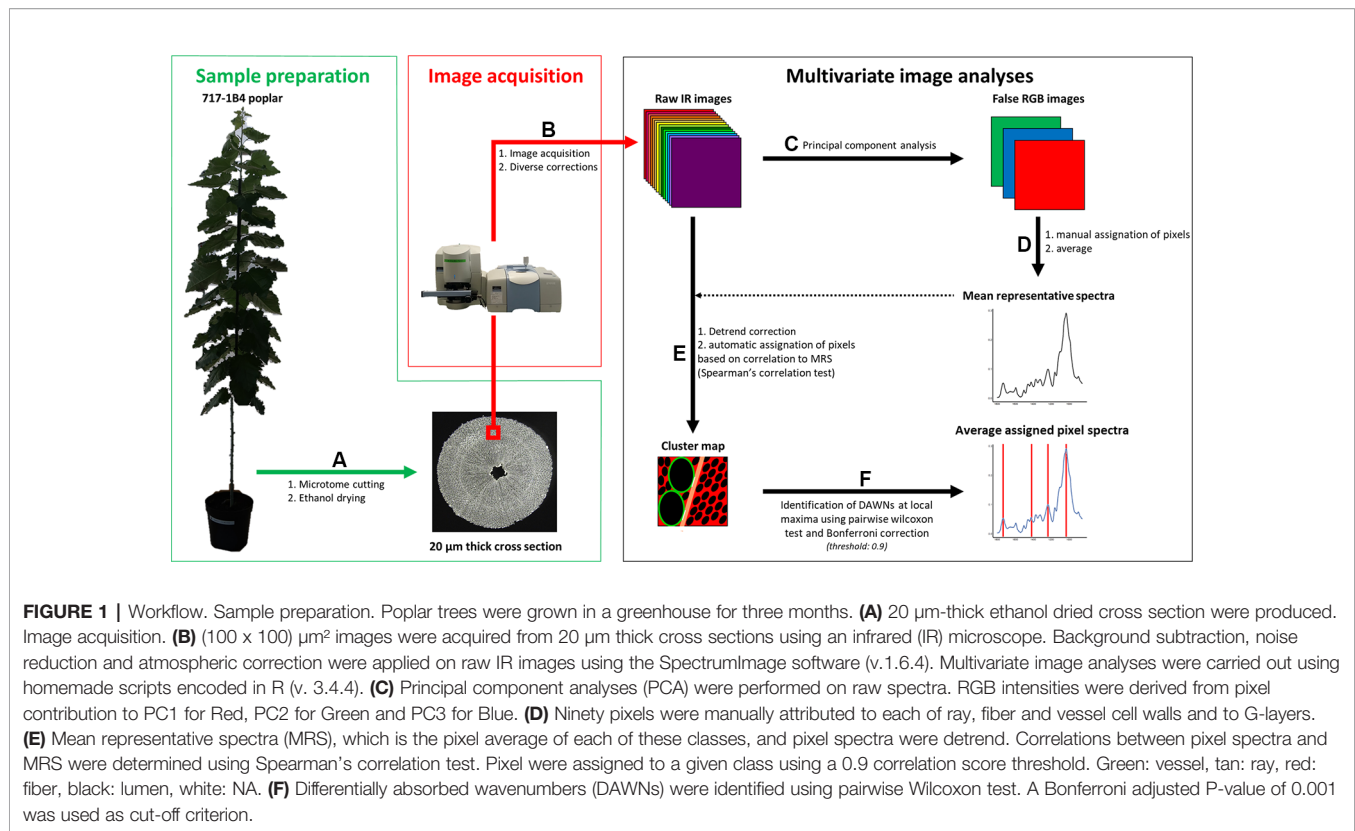 Sample preparation
717-1B4 poplar
A
1. Microtome cutting
2. Ethanol drying
20 µm thick cross section
Image acquisition
B
1. Image acquisition
2. Diverse corrections
Multivariate image analyses
Raw IR images
C Principal component analysis
False RGB images
D
1. manual assignation of pixels
2. average
Mean representative spectra
E
1. Detrend correction
2. automatic assignation of pixels
based on correlation to MRS
(Spearman's correlation test)
Cluster map
F
Identification of DAWNs at local
maxima using pairwise wilcoxon
test and Bonferroni correction
(threshold: 0.9)
Average assigned pixel spectra
FIGURE 1 | Workflow. Sample preparation. Poplar trees were grown in a greenhouse for three months. (A) 20 µm-thick ethanol dried cross section were produced.
Image acquisition. (B) (100 x 100) µm² images were acquired from 20 µm thick cross sections using an infrared (IR) microscope. Background subtraction, noise
reduction and atmospheric correction were applied on raw IR images using the SpectrumImage software (v.1.6.4). Multivariate image analyses were carried out using
homemade scripts encoded in R (v. 3.4.4). (C) Principal component analyses (PCA) were performed on raw spectra. RGB intensities were derived from pixel
contribution to PC1 for Red, PC2 for Green and PC3 for Blue. (D) Ninety pixels were manually attributed to each of ray, fiber and vessel cell walls and to G-layers.
(E) Mean representative spectra (MRS), which is the pixel average of each of these classes, and pixel spectra were detrend. Correlations between pixel spectra and
MRS were determined using Spearman's correlation test. Pixel were assigned to a given class using a 0.9 correlation score threshold. Green: vessel, tan: ray, red:
fiber, black: lumen, white: NA. (F) Differentially absorbed wavenumbers (DAWNs) were identified using pairwise Wilcoxon test. A Bonferroni adjusted P-value of 0.001
was used as cut-off criterion.